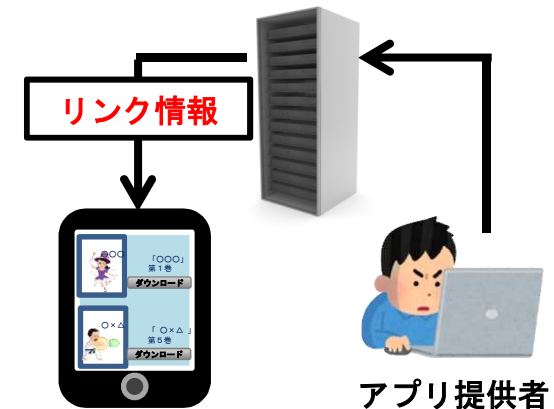 リンク情報
○○○
「○○○」
第1巻
ダウンロード
○×△
「 ○×△ 」
第5巻
ダウンロード
アプリ提供者